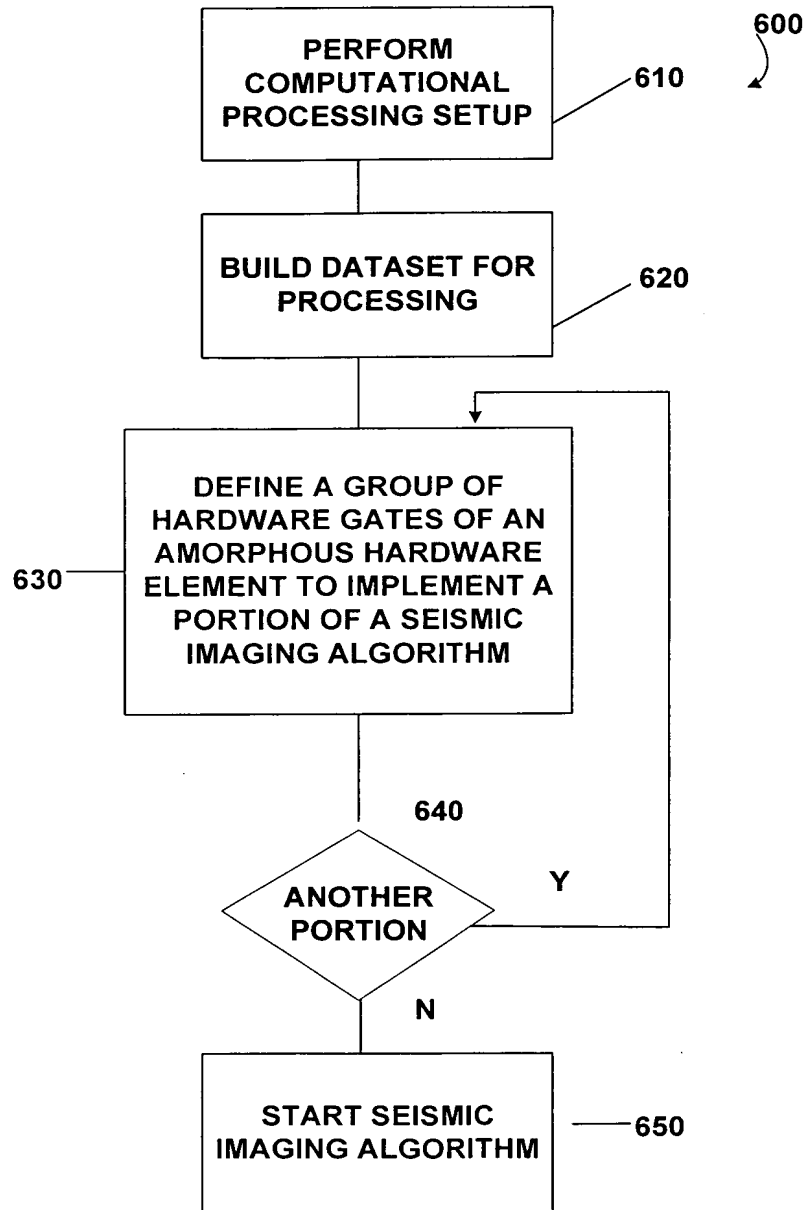 600
PERFORM
COMPUTATIONAL
PROCESSING SETUP
610
BUILD DATASET FOR
PROCESSING
620
DEFINE A GROUP OF
HARDWARE GATES OF AN
AMORPHOUS HARDWARE
ELEMENT TO IMPLEMENT A
PORTION OF A SEISMIC
IMAGING ALGORITHM
630
640
ANOTHER
PORTION
Y
N
START SEISMIC
IMAGING ALGORITHM
650